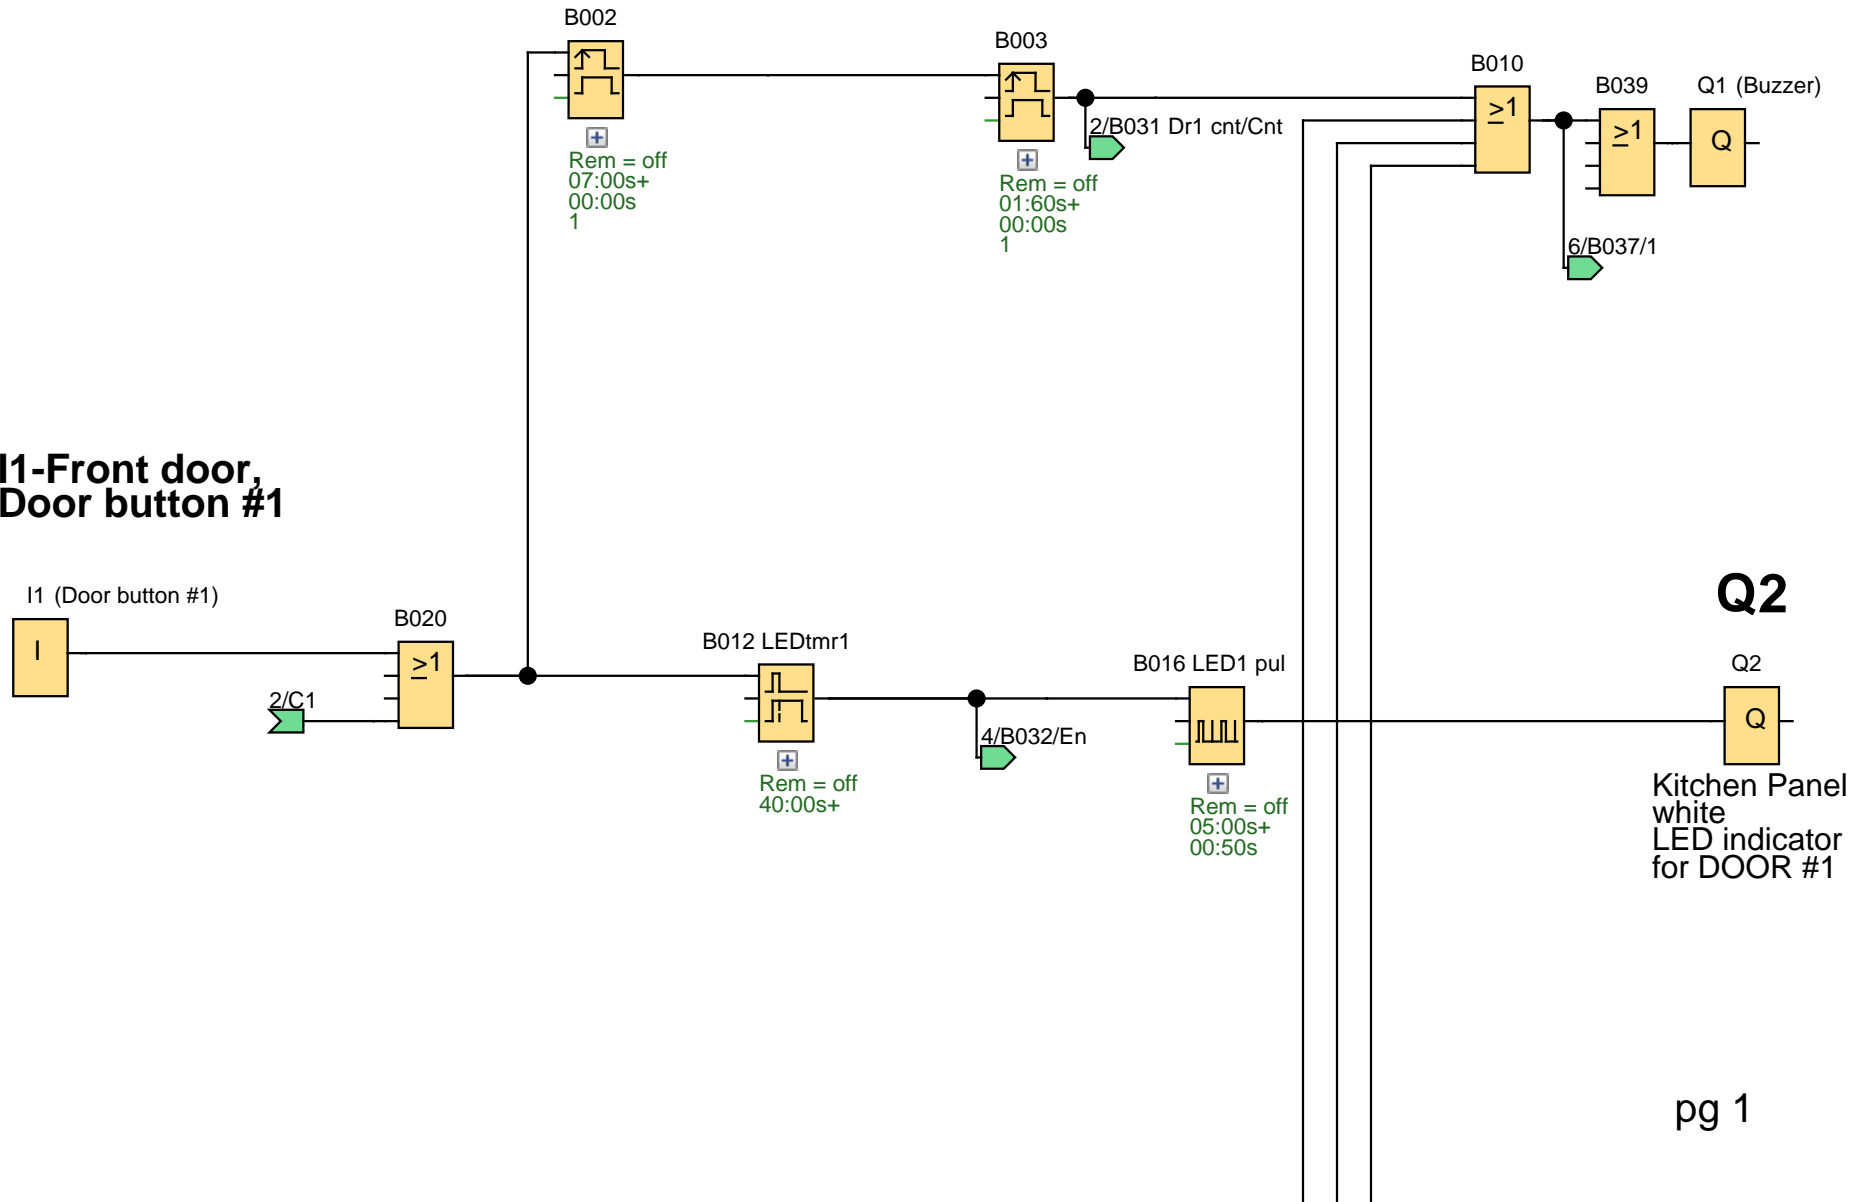 B002
Rem = off
07:00s+
00:00s
1
B003
Rem = off
01:60s+
00:00s
1
2/B031 Dr1 cnt/Cnt
B010
≥1
B039
≥1
Q1 (Buzzer)
Q
6/B037/1
I1-Front door,
Door button #1
I1 (Door button #1)
I
2/C1
B020
≥1
B012 LEDtmr1
Rem = off
40:00s+
4/B032/En
B016 LED1 pul
Rem = off
05:00s+
00:50s
Q2
Q2
Q
Kitchen Panel
white
LED indicator
for DOOR #1
pg 1